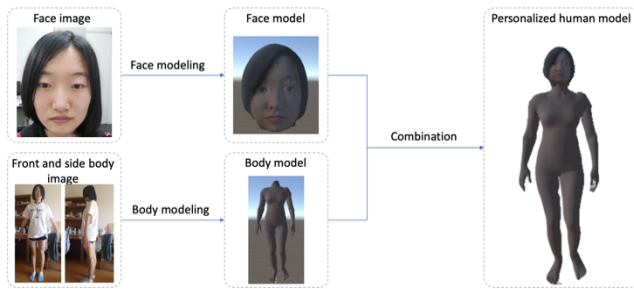 Face image
Face model
Personalized human model
Face modeling
Combination
Front and side body
image
Body model
Body modeling